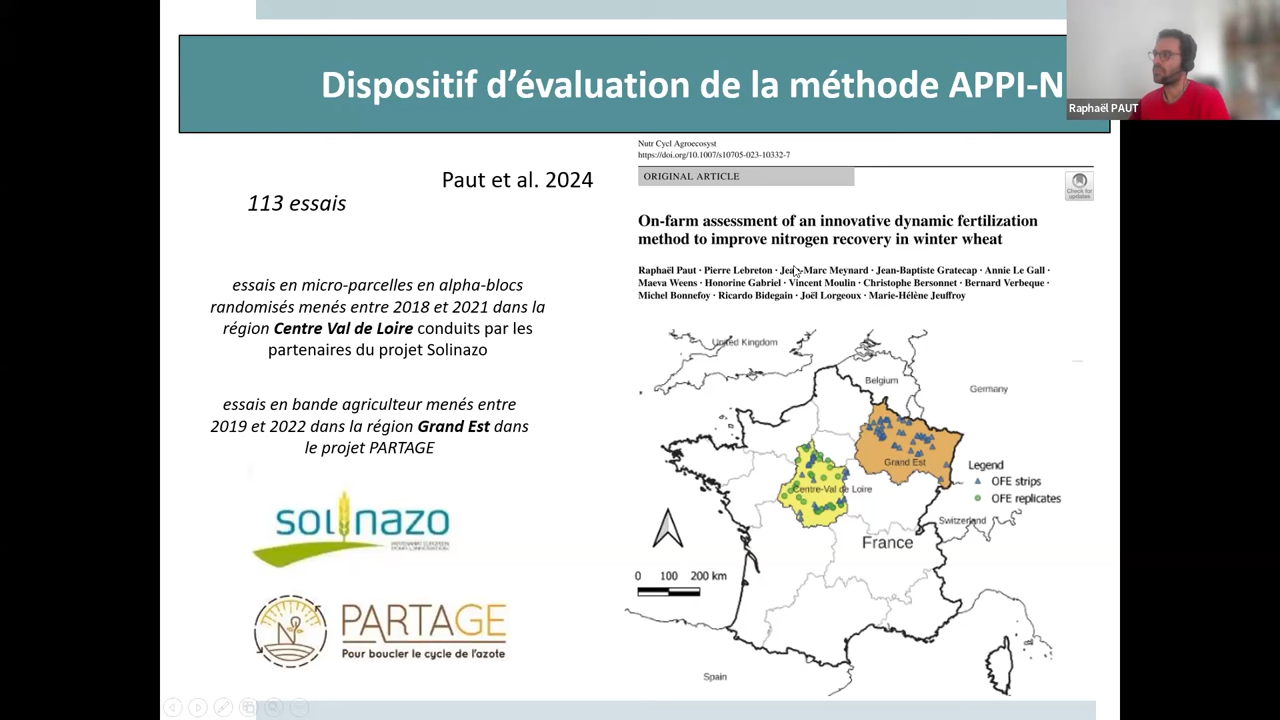 Dispositif d'évaluation de la méthode APPI-N
Raphaël PAUT
Paut et al. 2024
113 essais
essais en micro-parcelles en alpha-blocs
randomisés menés entre 2018 et 2021 dans la
région Centre Val de Loire conduits par les
partenaires du projet Solinazo
essais en bande agriculteur menés entre
2019 et 2022 dans la région Grand Est dans
le projet PARTAGE
solinazo
PARTAGE
Pour boucler le cycle de l'azote
Nutr Cycl Agroecosyst
https://doi.org/10.1007/s10705-023-10332-7
ORIGINAL ARTICLE
Check for
updates
On-farm assessment of an innovative dynamic fertilization
method to improve nitrogen recovery in winter wheat
Raphaël Paut · Pierre Lebreton · Jean-Marc Meynard · Jean-Baptiste Gratecap · Annie Le Gall ·
Maeva Weens · Honorine Gabriel · Vincent Moulin · Christophe Bersonnet · Bernard Verbeque ·
Michel Bonnefoy · Ricardo Bidegain · Joël Lorgeoux · Marie-Hélène Jeuffroy
United Kingdom
Belgium
Germany
Grand Est
Legend
OFE strips
OFE replicates
Centre-Val de Loire
Switzerland
France
0 100 200 km
Spain